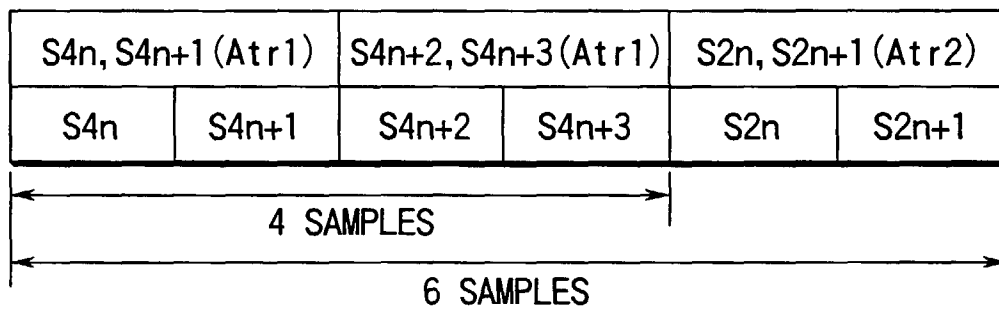 S4n, S4n+1(Atr1) S4n+2, S4n+3(Atr1) S2n, S2n+1(Atr2)
S4n S4n+1 S4n+2 S4n+3 S2n S2n+1
4 SAMPLES
6 SAMPLES